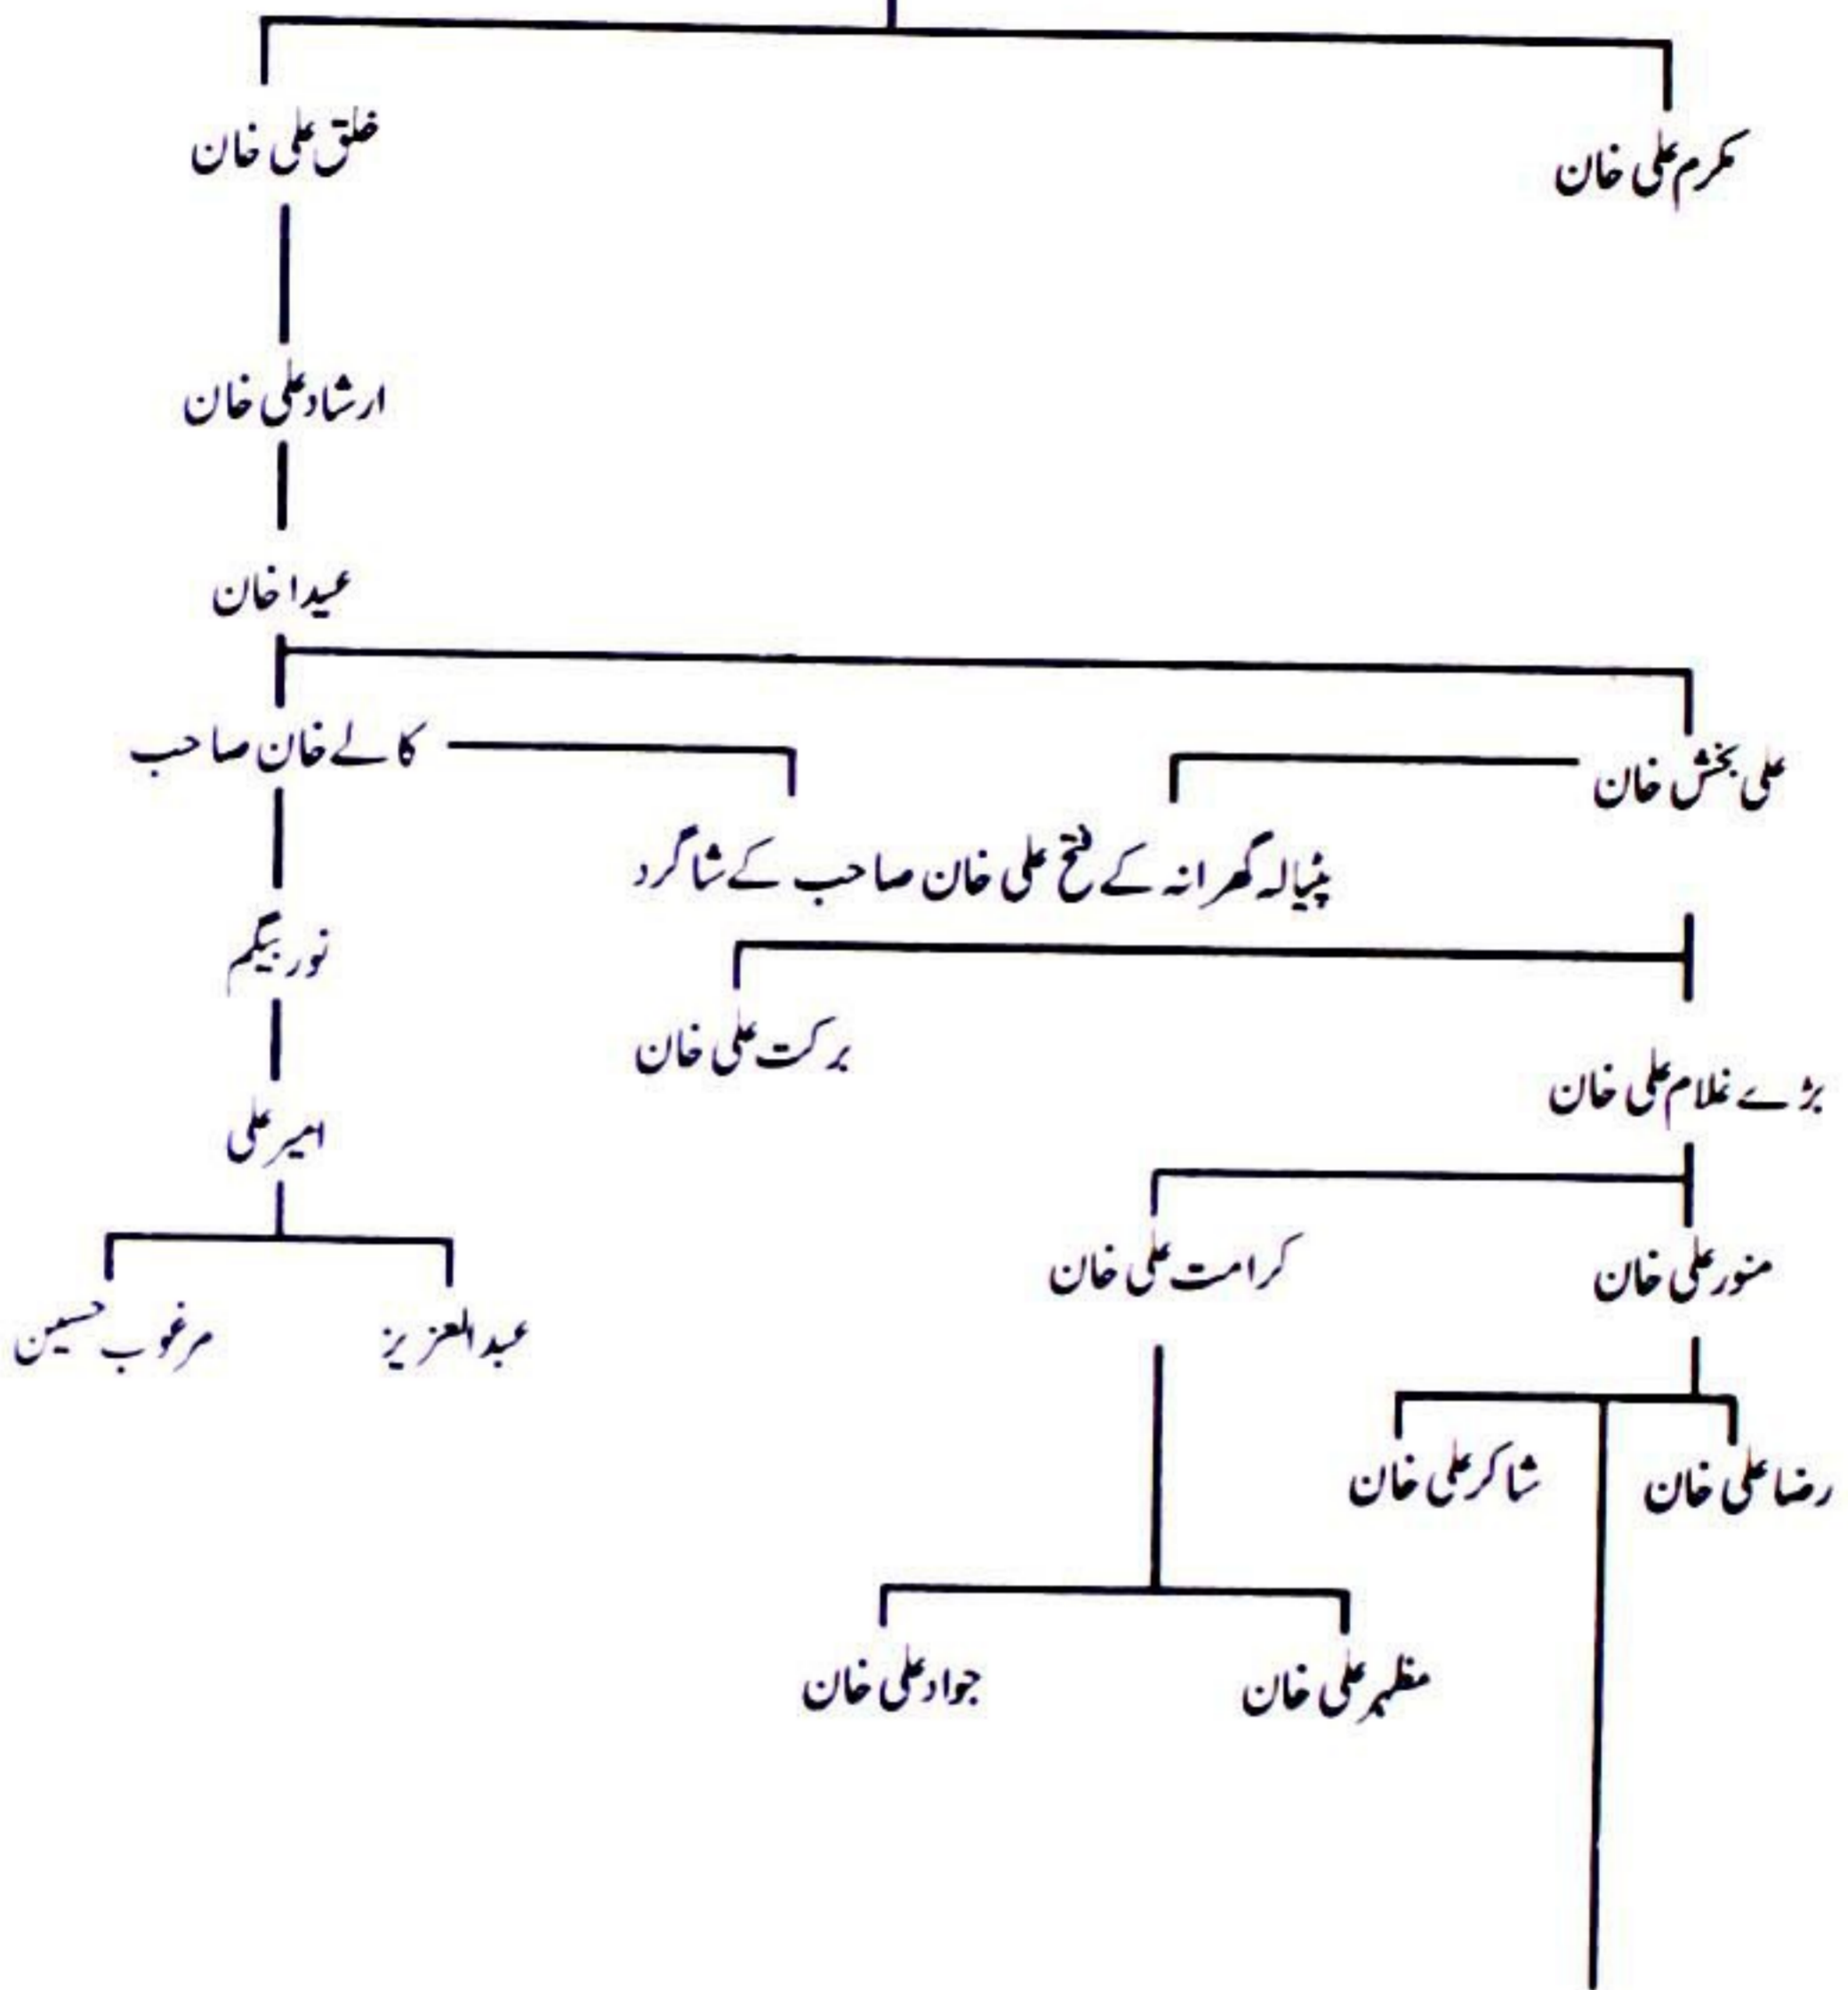 مکرم علی خان
خلق علی خان
ارشاد علی خان
عیدا خان
علی بخش خان
کالے خان صاحب
پٹیالہ گھرانہ کے فتح علی خان صاحب کے شاگرد
نور بیگم
برکت علی خان
بڑے غلام علی خان
امیر علی
منور علی خان
کرامت علی خان
عبد العزیز
مرغوب حسین
رضا علی خان
شاکر علی خان
مظہر علی خان
جواد علی خان